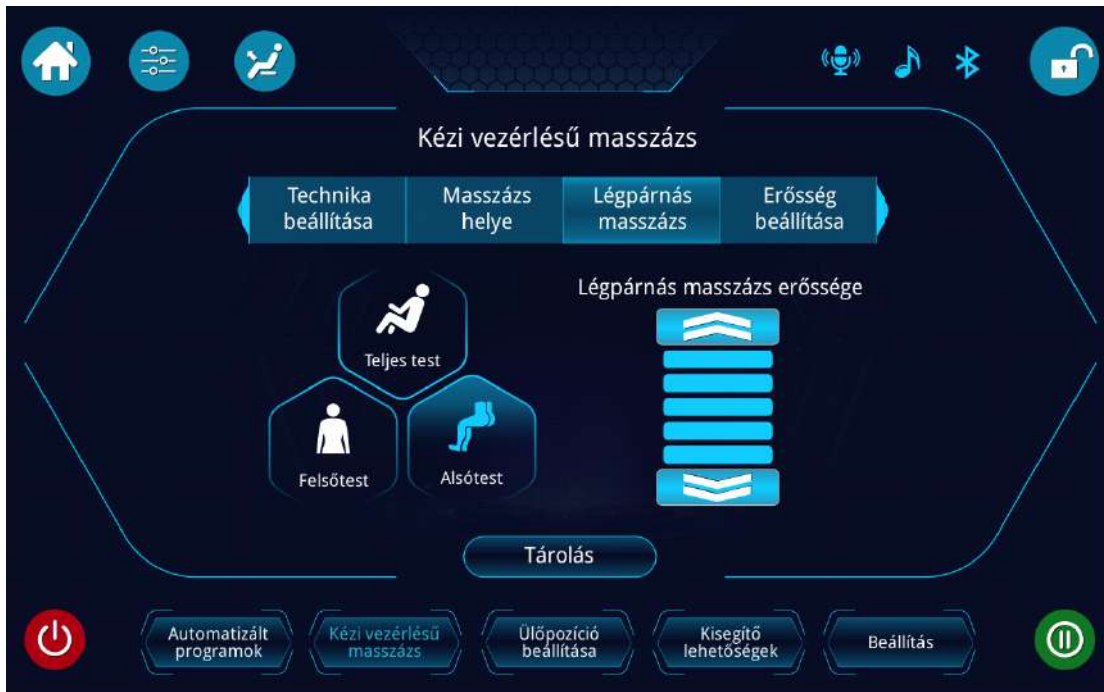 Kézi vezérlésű masszázs
Technika
beállítása
Masszázs
helye
Légpárnás
masszázs
Erősség
beállítása
Légpárnás masszázs erőssége
Teljes test
Felsőtest
Alsótest
Tárolás
Automatizált
programok
Kézi vezérlésű
masszázs
Ülőpozíció
beállítása
Kisegítő
lehetőségek
Beállítás